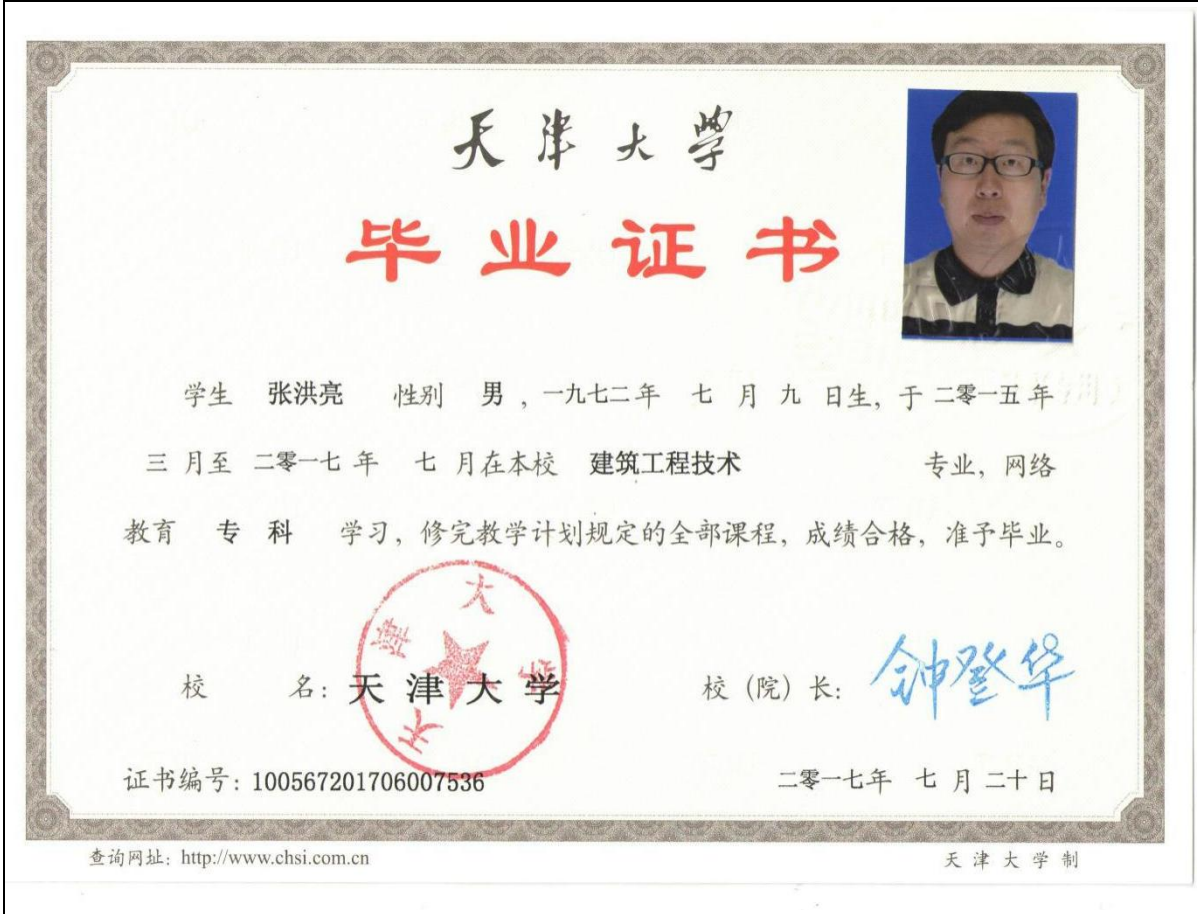 天津大學
毕业证书
学生 张洪亮 性别 男 ，一九七二年 七 月 九 日生，于 二零一五 年
三 月至 二零一七 年 七 月在本校 建筑工程技术 专业，网络
教育 专 科 学习，修完教学计划规定的全部课程，成绩合格，准予毕业。
天津大学
校 名：天 津 大 学 校（院）长：钟登华
证书编号：100567201706007536 二零一七年 七 月 二十 日
查询网址：http://www.chsi.com.cn 天 津 大 学 制